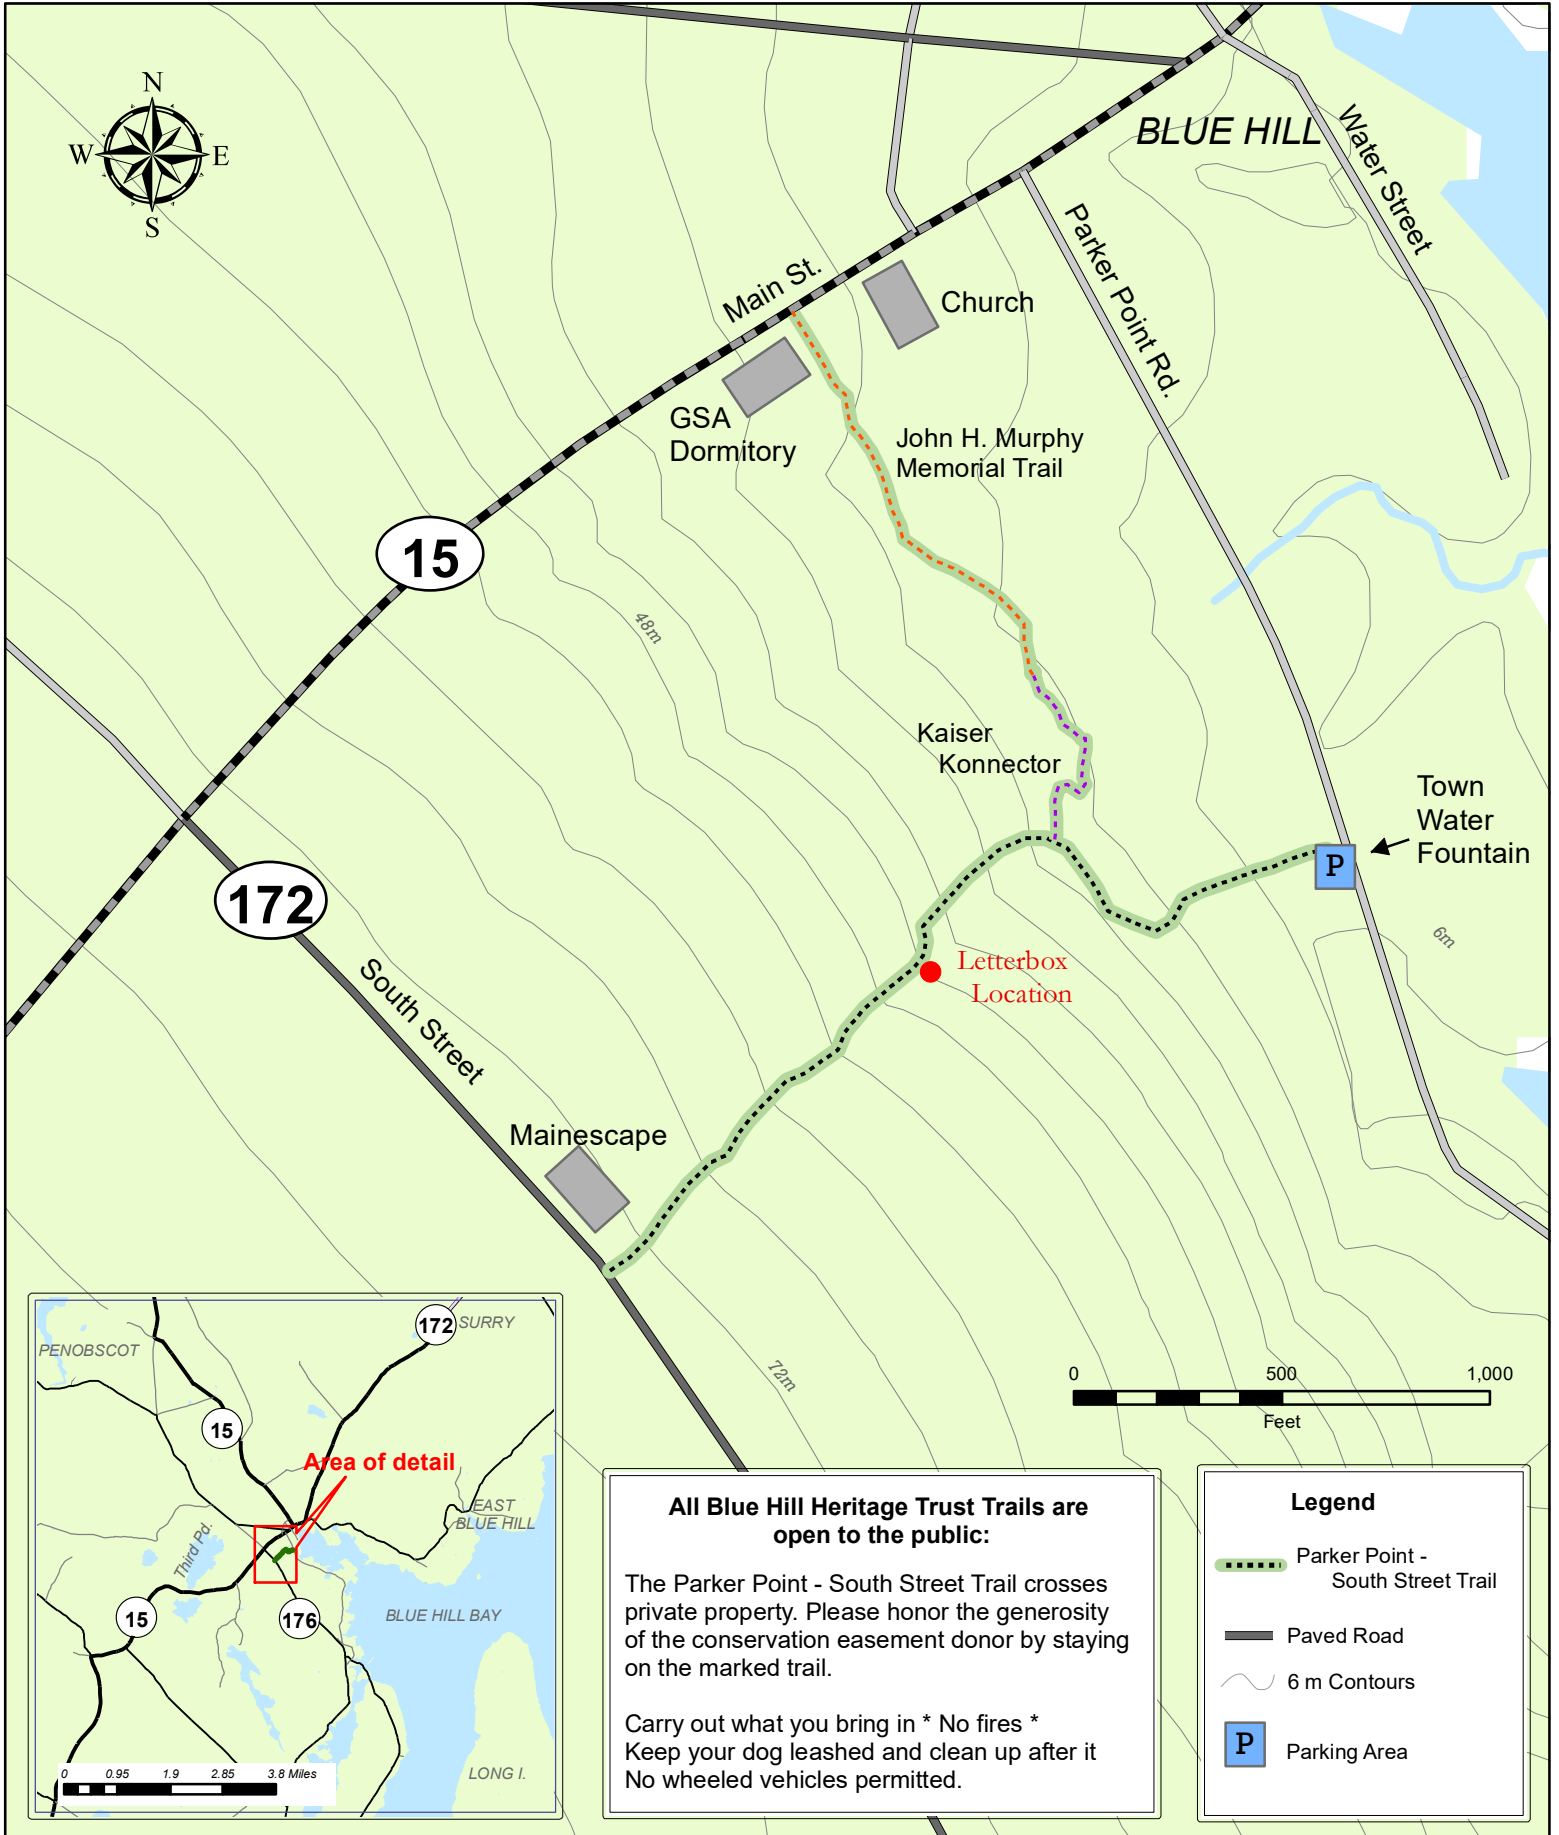 N
W
E
S
BLUE HILL
Water Street
Parker Point Rd.
Main St.
Church
GSA
Dormitory
John H. Murphy
Memorial Trail
15
48m
Kaiser
Konnector
Town
Water
Fountain
P
172
6m
Letterbox
Location
South Street
Mainescape
72m
0 500 1,000
Feet
172
SURRY
PENOBSCOT
15
Area of detail
EAST
BLUE HILL
Third Pd.
15
176
BLUE HILL BAY
LONG I.
0 0.95 1.9 2.85 3.8 Miles
All Blue Hill Heritage Trust Trails are
open to the public:
The Parker Point - South Street Trail crosses
private property. Please honor the generosity
of the conservation easement donor by staying
on the marked trail.
Carry out what you bring in * No fires *
Keep your dog leashed and clean up after it
No wheeled vehicles permitted.
Legend
Parker Point -
South Street Trail
Paved Road
6 m Contours
P
Parking Area